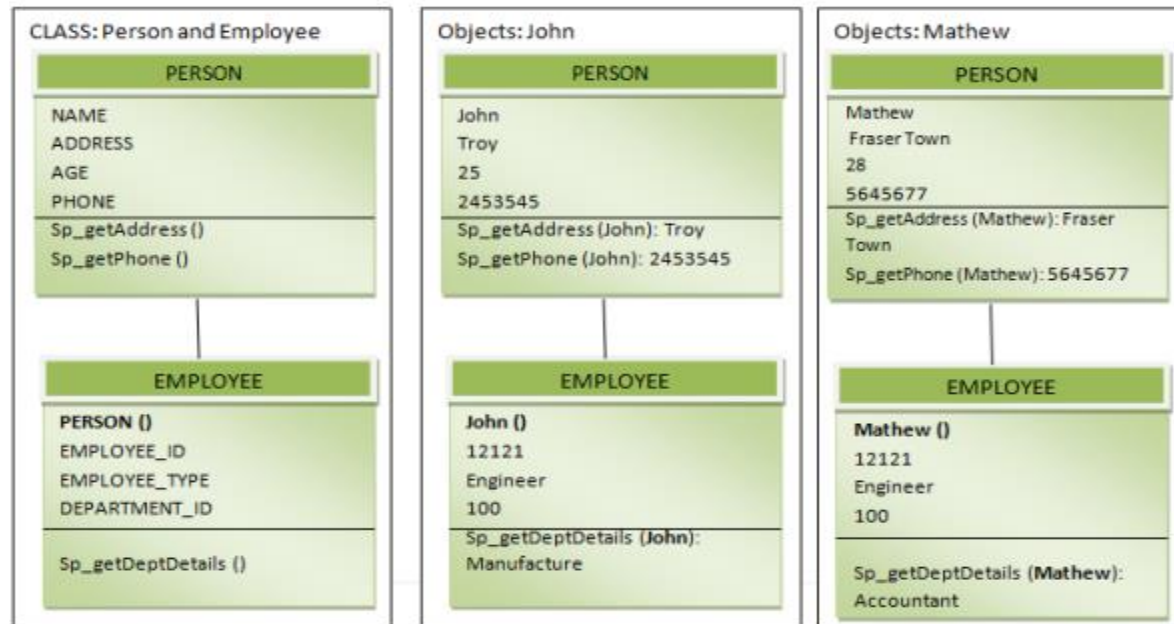 CLASS: Person and Employee
PERSON
NAME
ADDRESS
AGE
PHONE
Sp_getAddress ()
Sp_getPhone ()
EMPLOYEE
PERSON ()
EMPLOYEE_ID
EMPLOYEE_TYPE
DEPARTMENT_ID
Sp_getDeptDetails ()
Objects: John
PERSON
John
Troy
25
2453545
Sp_getAddress (John): Troy
Sp_getPhone (John): 2453545
EMPLOYEE
John ()
12121
Engineer
100
Sp_getDeptDetails (John):
Manufacture
Objects: Mathew
PERSON
Mathew
Fraser Town
28
5645677
Sp_getAddress (Mathew): Fraser
Town
Sp_getPhone (Mathew): 5645677
EMPLOYEE
Mathew ()
12121
Engineer
100
Sp_getDeptDetails (Mathew):
Accountant